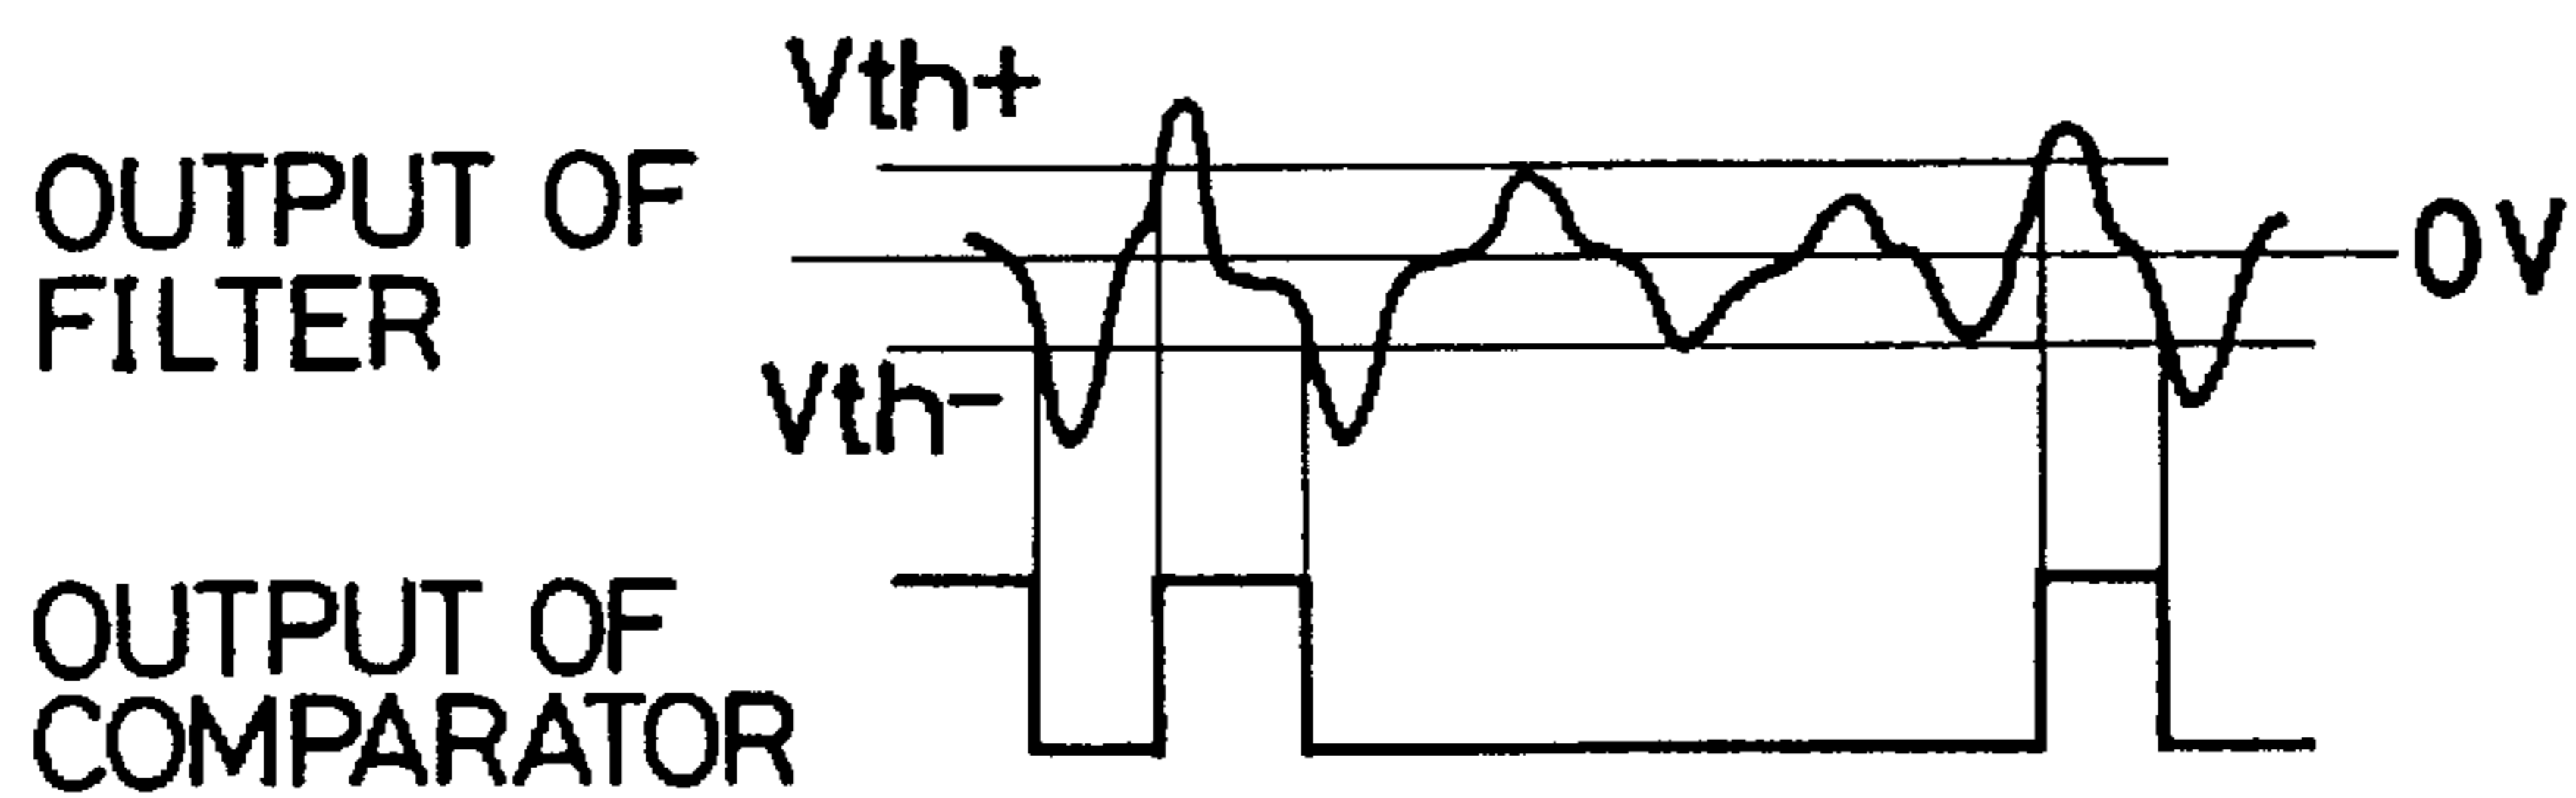 Vth+
OUTPUT OF
FILTER
0V
Vth-
OUTPUT OF
COMPARATOR